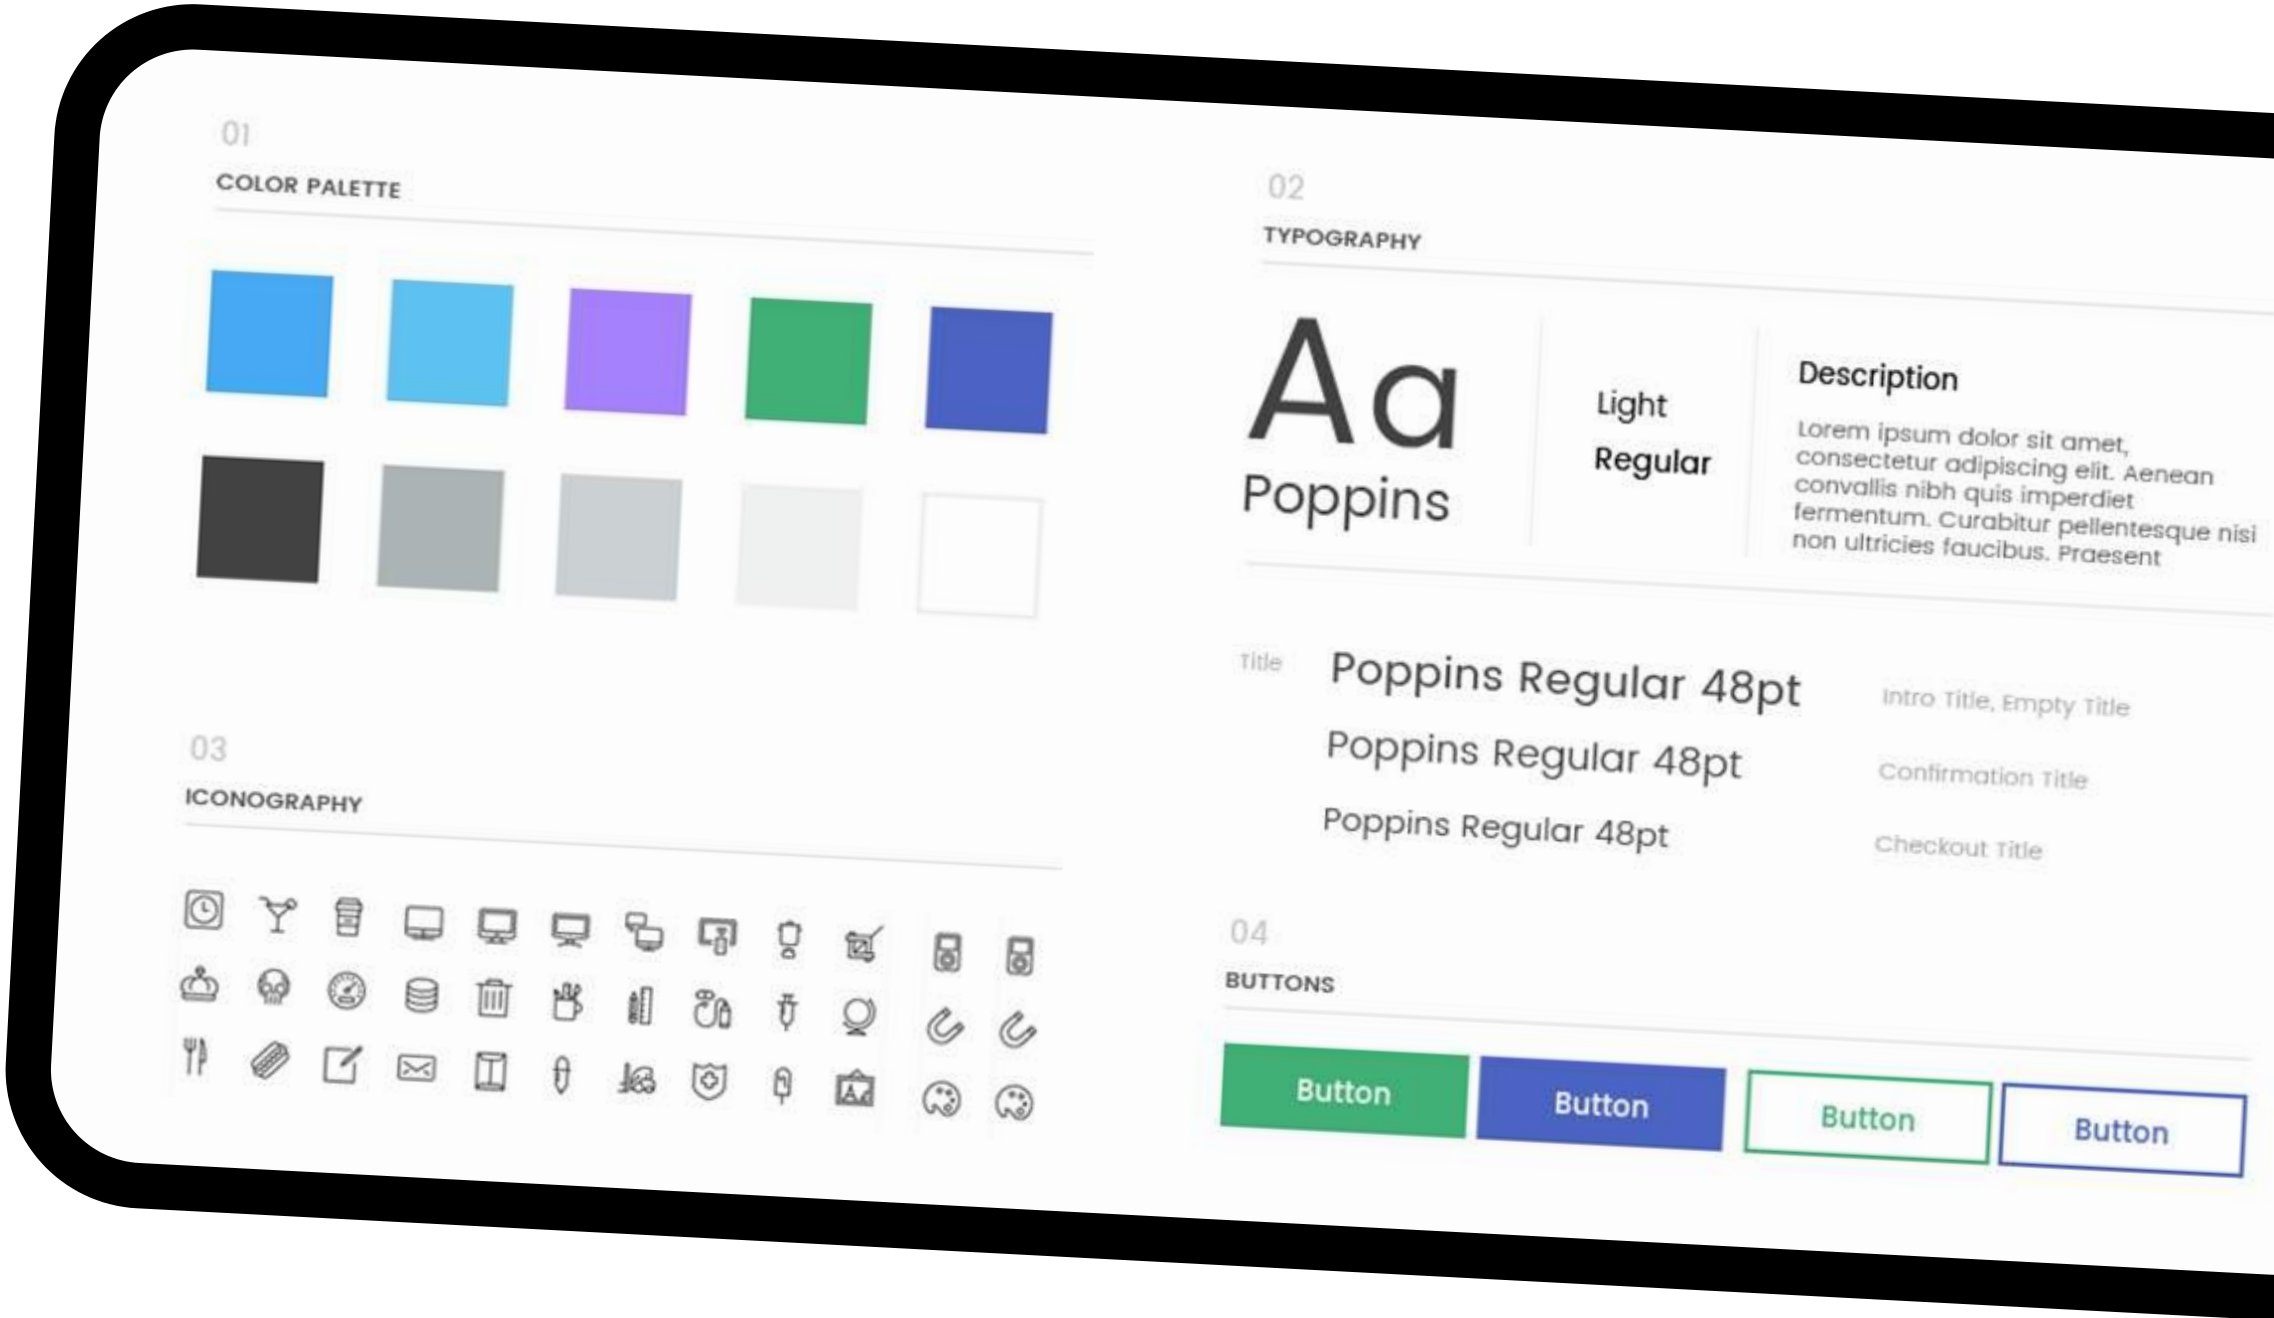 01
COLOR PALETTE
02
TYPOGRAPHY
Aa
Poppins
Light
Regular
Description
Lorem ipsum dolor sit amet,
consectetur adipiscing elit. Aenean
convallis nibh quis imperdiet
fermentum. Curabitur pellentesque nisi
non ultricies faucibus. Praesent
Title
Poppins Regular 48pt
Intro Title, Empty Title
Poppins Regular 48pt
Confirmation Title
Poppins Regular 48pt
Checkout Title
03
ICONOGRAPHY
04
BUTTONS
Button
Button
Button
Button